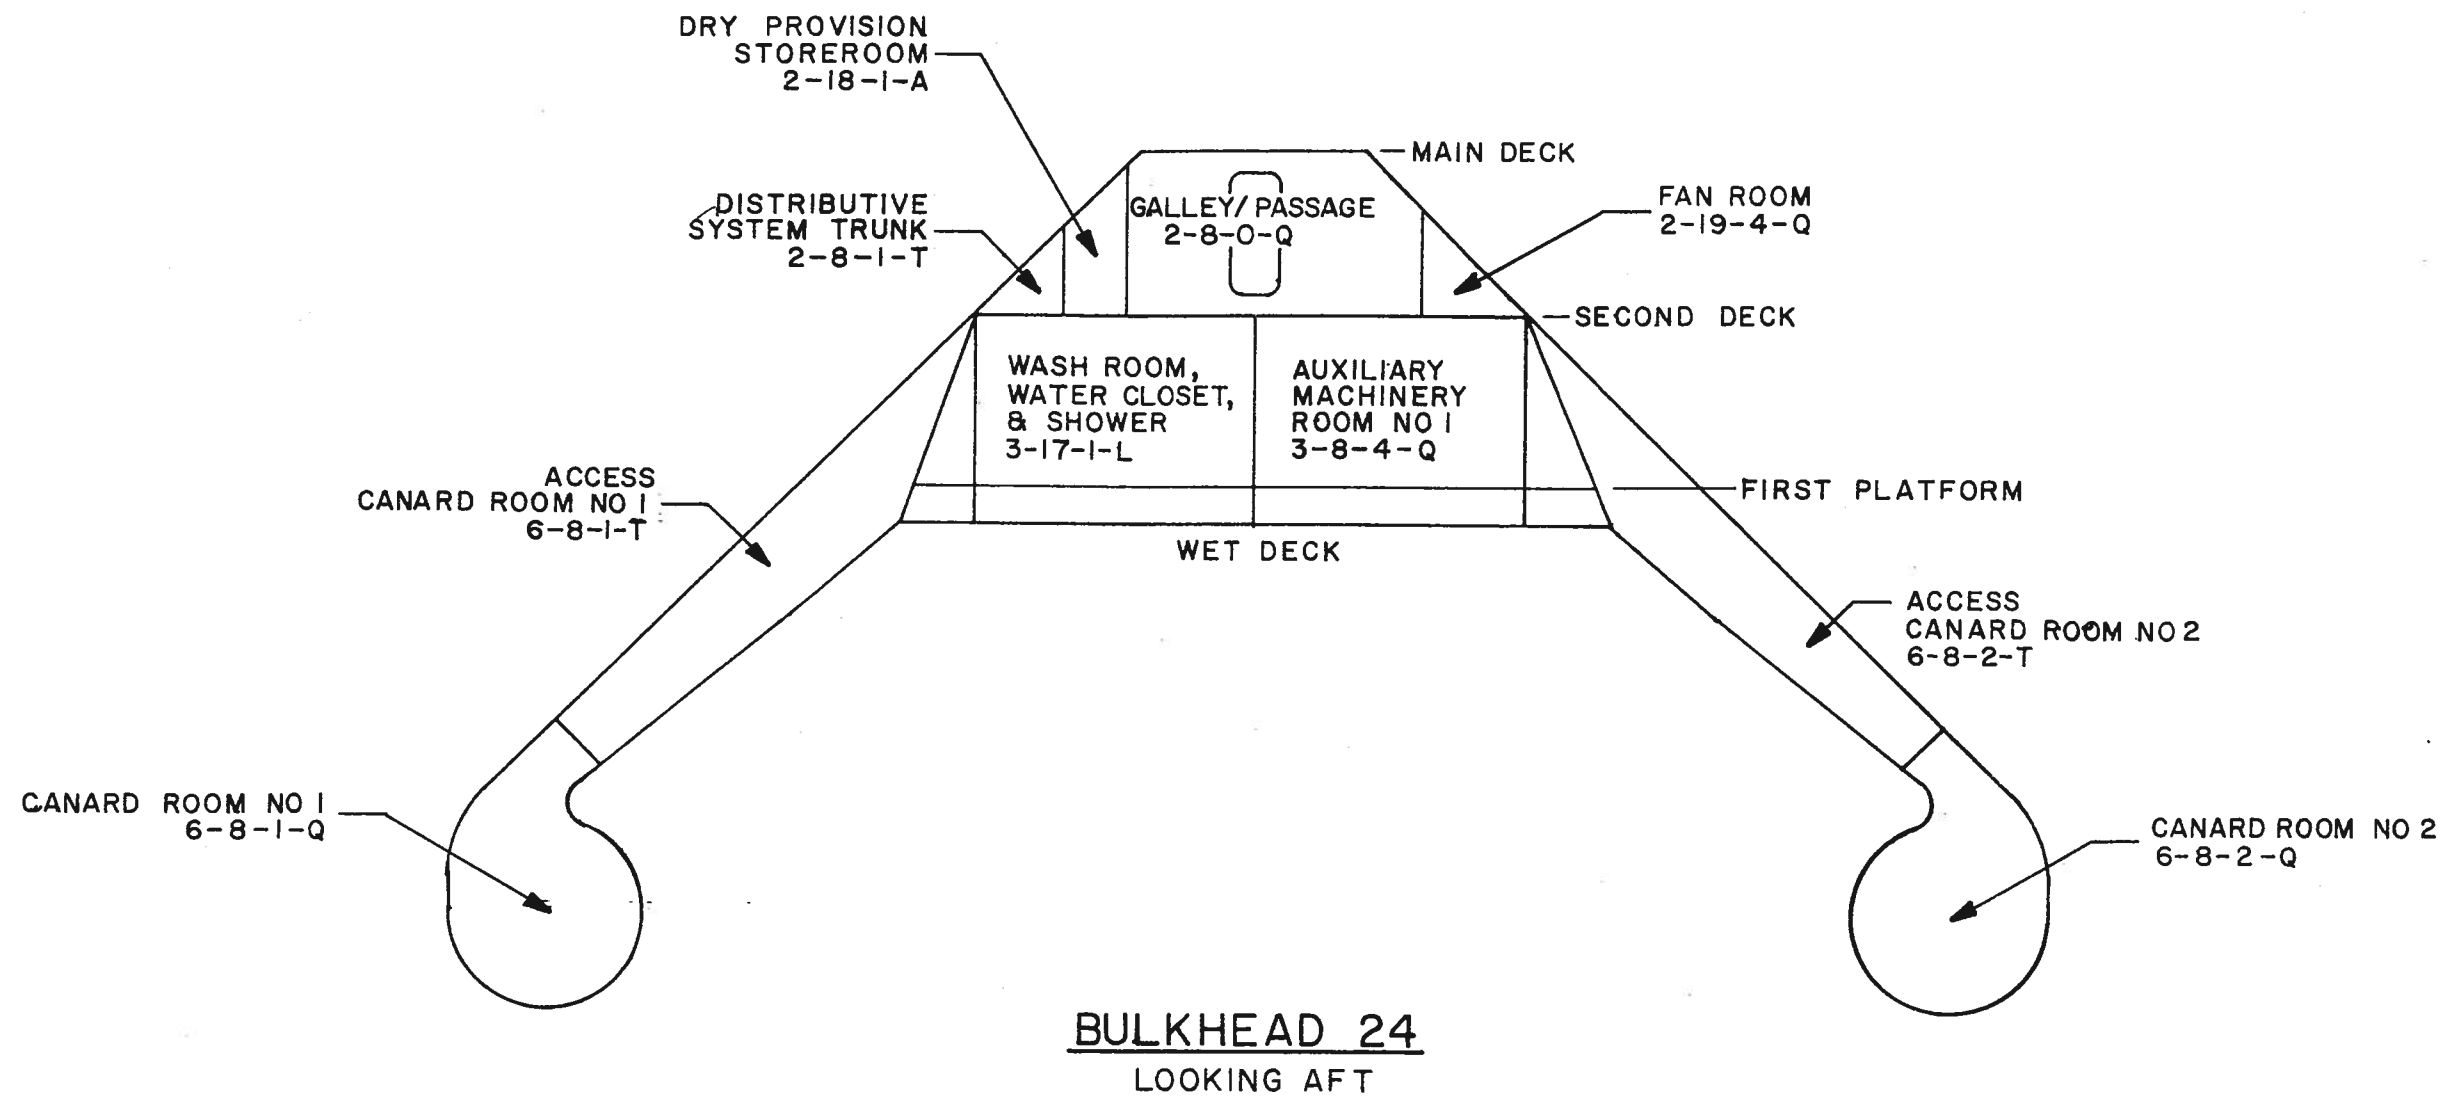 DRY PROVISION
STOREROOM
2-18-1-A
MAIN DECK
DISTRIBUTIVE
SYSTEM TRUNK
2-8-1-T
GALLEY/PASSAGE
2-8-0-Q
FAN ROOM
2-19-4-Q
SECOND DECK
WASH ROOM,
WATER CLOSET,
& SHOWER
3-17-1-L
AUXILIARY
MACHINERY
ROOM NO 1
3-8-4-Q
ACCESS
CANARD ROOM NO 1
6-8-1-T
FIRST PLATFORM
WET DECK
ACCESS
CANARD ROOM NO 2
6-8-2-T
CANARD ROOM NO 1
6-8-1-Q
CANARD ROOM NO 2
6-8-2-Q
BULKHEAD 24
LOOKING AFT